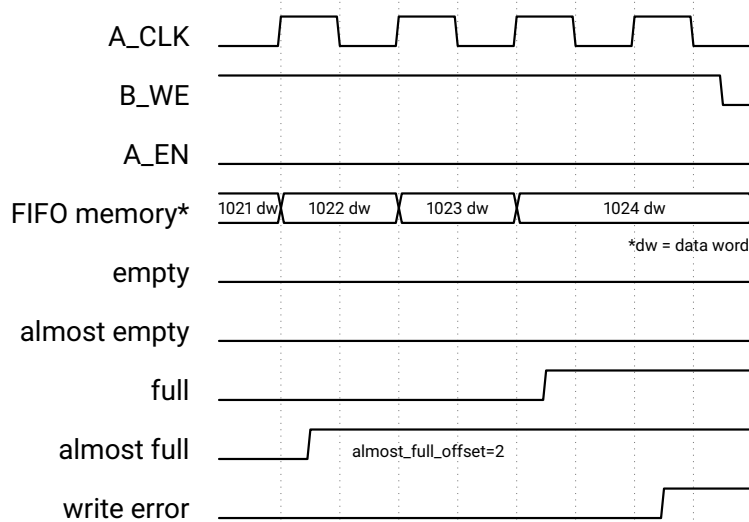 A_CLK
B_WE
A_EN
FIFO memory*
1021 dw
1022 dw
1023 dw
1024 dw
*dw = data word
empty
almost empty
full
almost full
almost_full_offset=2
write error